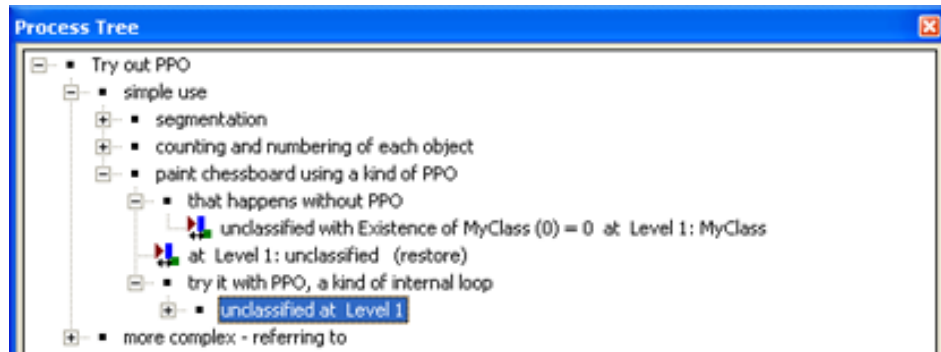 Process Tree
Try out PPO
simple use
segmentation
counting and numbering of each object
paint chessboard using a kind of PPO
that happens without PPO
unclassified with Existence of MyClass (0) = 0 at Level 1: MyClass
at Level 1: unclassified (restore)
try it with PPO, a kind of internal loop
unclassified at Level 1
more complex - referring to